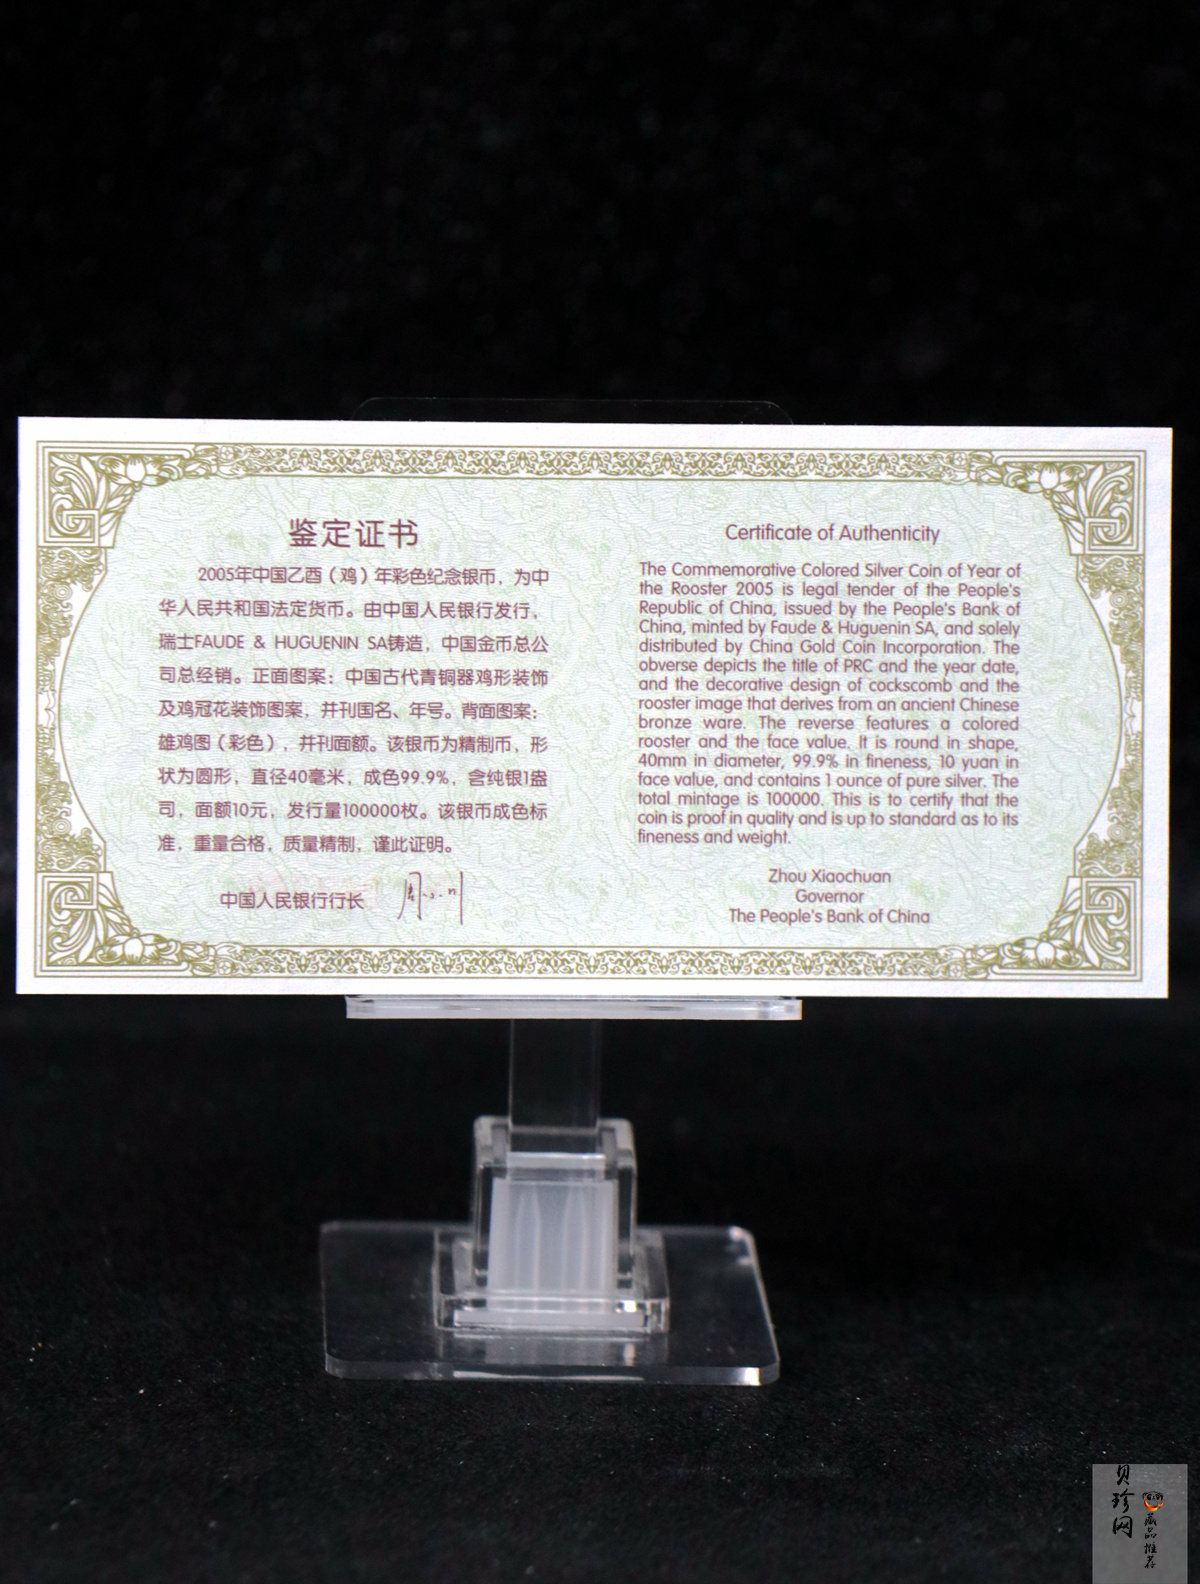 鉴定证书
2005年中国乙酉（鸡）年彩色纪念银币，为中
华人民共和国法定货币。由中国人民银行发行，
瑞士FAUDE & HUGUENIN SA铸造，中国金币总公
司总经销。正面图案：中国古代青铜器鸡形装饰
及鸡冠花装饰图案，并刊国名、年号。背面图案：
雄鸡图（彩色），并刊面额。该银币为精制币，形
状为圆形，直径40毫米，成色99.9%，含纯银1盎
司，面额10元，发行量100000枚。该银币成色标
准，重量合格，质量精制，谨此证明。
中国人民银行行长
Certificate of Authenticity
The Commemorative Colored Silver Coin of Year of
the Rooster 2005 is legal tender of the People's
Republic of China, issued by the People's Bank of
China, minted by Faude & Huguenin SA, and solely
distributed by China Gold Coin Incorporation. The
obverse depicts the title of PRC and the year date,
and the decorative design of cockscomb and the
rooster image that derives from an ancient Chinese
bronze ware. The reverse features a colored
rooster and the face value. It is round in shape,
40mm in diameter, 99.9% in fineness, 10 yuan in
face value, and contains 1 ounce of pure silver. The
total mintage is 100000. This is to certify that the
coin is proof in quality and is up to standard as to its
fineness and weight.
Zhou Xiaochuan
Governor
The People's Bank of China
贝珍网
藏品推荐